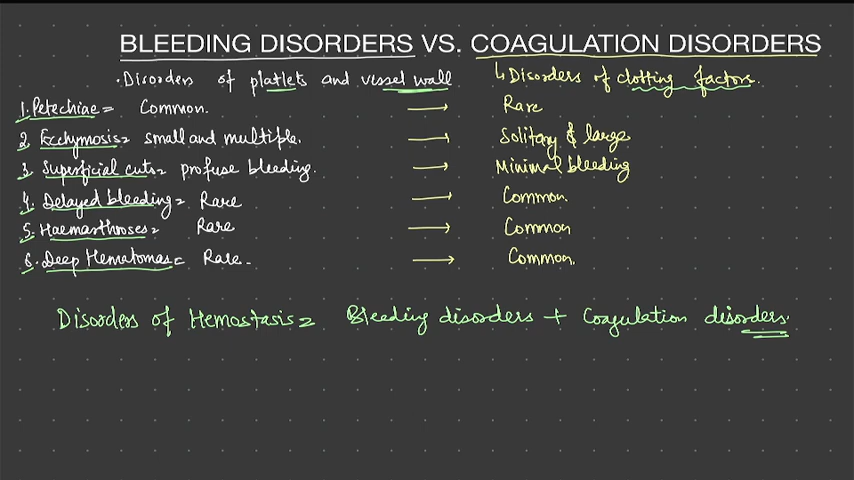 BLEEDING DISORDERS VS. COAGULATION DISORDERS
. Disorders of platlets and vessel wall ↳ Disorders of clotting factors.
1. Petechiae = Common. → Rare
2. Ecchymosis = small and multiple. → Solitary & large
3. Superficial cuts = profuse bleeding. → Minimal bleeding
4. Delayed bleeding = Rare → Common.
5. Haemarthroses = Rare → Common
6. Deep Hematomas = Rare. → Common.
Disorders of Hemostasis = Bleeding disorders + Coagulation disorders.